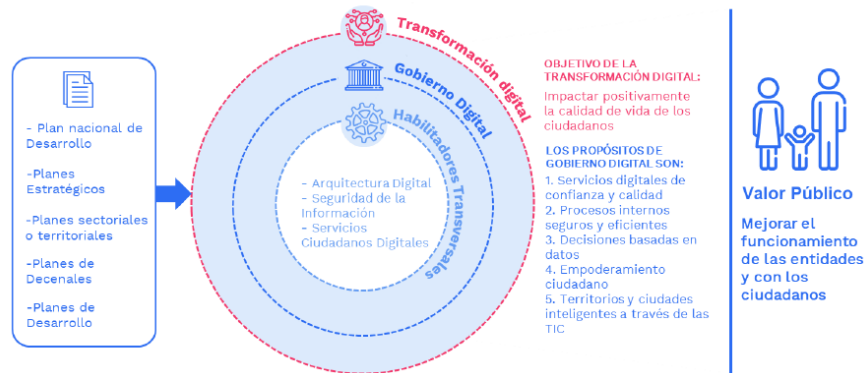 - Plan nacional de
Desarrollo
-Planes
Estratégicos
-Planes sectoriales
o territoriales
-Planes de
Decenales
-Planes de
Desarrollo
Transformación digital
Gobierno Digital
Habilitadores Transversales
- Arquitectura Digital
- Seguridad de la
Información
- Servicios
Ciudadanos Digitales
OBJETIVO DE LA
TRANSFORMACIÓN DIGITAL:
Impactar positivamente
la calidad de vida de los
ciudadanos
LOS PROPÓSITOS DE
GOBIERNO DIGITAL SON:
1. Servicios digitales de
confianza y calidad
2. Procesos internos
seguros y eficientes
3. Decisiones basadas en
datos
4. Empoderamiento
ciudadano
5. Territorios y ciudades
inteligentes a través de las
TIC
Valor Público
Mejorar el
funcionamiento
de las entidades
y con los
ciudadanos